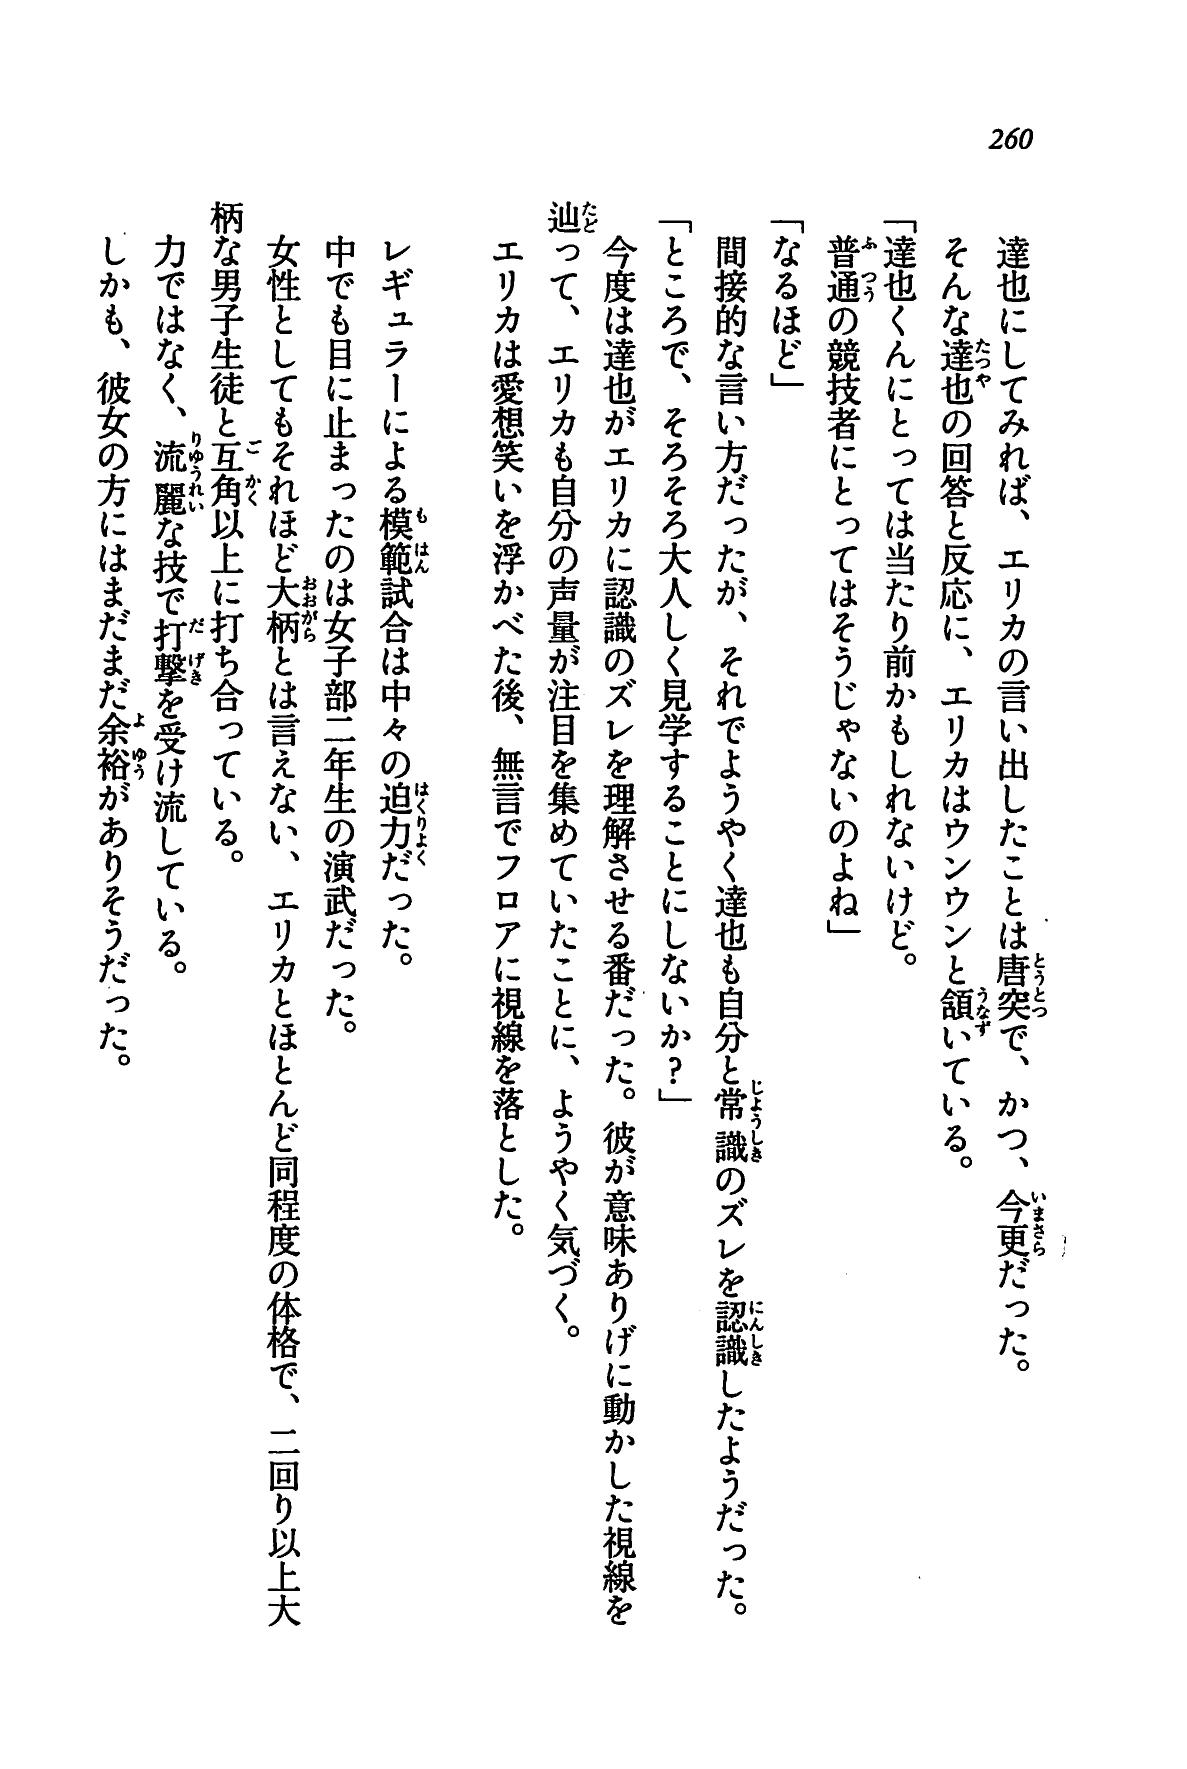 260
達也にしてみれば、エリカの言い出したことは唐突で、かつ、今更だった。
そんな達也の回答と反応に、エリカはウンウンと頷いている。
「達也くんにとっては当たり前かもしれないけど。
普通の競技者にとってはそうじゃないのよね」
「なるほど」
間接的な言い方だったが、それでようやく達也も自分と常識のズレを認識したようだった。
「ところで、そろそろ大人しく見学することにしないか？」
今度は達也がエリカに認識のズレを理解させる番だった。彼が意味ありげに動かした視線を
辿って、エリカも自分の声量が注目を集めていたことに、ようやく気づく。
エリカは愛想笑いを浮かべた後、無言でフロアに視線を落とした。
レギュラーによる模範試合は中々の迫力だった。
中でも目に止まったのは女子部二年生の演武だった。
女性としてもそれほど大柄とは言えない、エリカとほとんど同程度の体格で、二回り以上大
柄な男子生徒と互角以上に打ち合っている。
力ではなく、流麗な技で打撃を受け流している。
しかも、彼女の方にはまだまだ余裕がありそうだった。